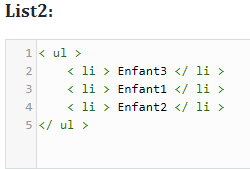 List2:
1 < ul >
2 < li > Enfant3 </ li >
3 < li > Enfant1 </ li >
4 < li > Enfant2 </ li >
5 </ ul >